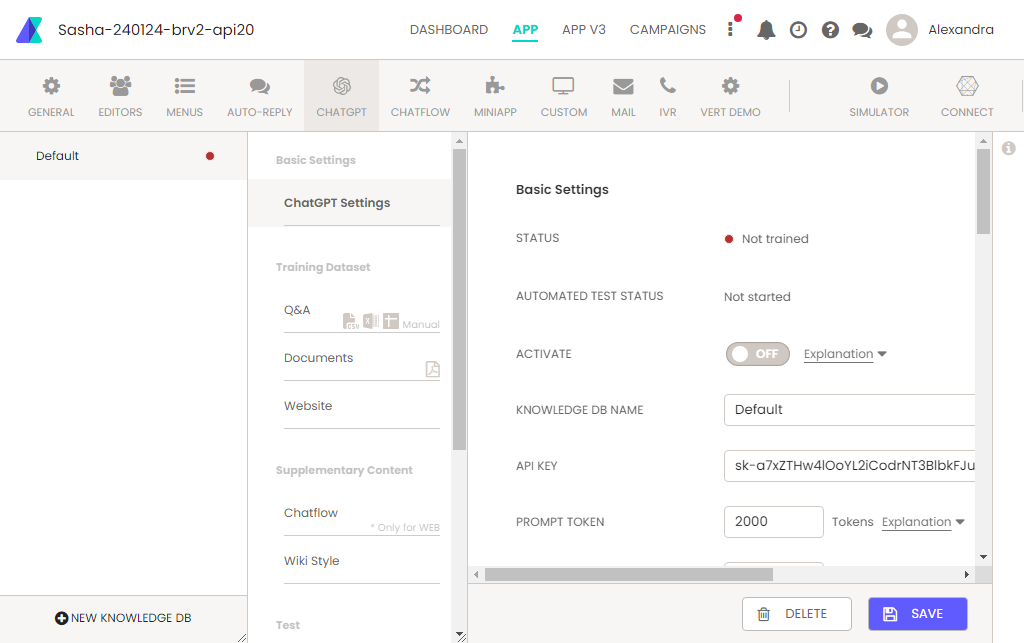 Sasha-240124-brv2-api20
DASHBOARD APP APP V3 CAMPAIGNS Alexandra
GENERAL EDITORS MENUS AUTO-REPLY CHATGPT CHATFLOW MINIAPP CUSTOM MAIL IVR VERT DEMO SIMULATOR CONNECT
Default
NEW KNOWLEDGE DB
Basic Settings
ChatGPT Settings
Training Dataset
Q&A
CSV X Manual
Documents
Website
Supplementary Content
Chatflow
* Only for WEB
Wiki Style
Test
Basic Settings
STATUS Not trained
AUTOMATED TEST STATUS Not started
ACTIVATE OFF Explanation
KNOWLEDGE DB NAME Default
API KEY sk-a7xZTHw4lOoYL2iCodrNT3BlbkFJu
PROMPT TOKEN 2000 Tokens Explanation
DELETE SAVE